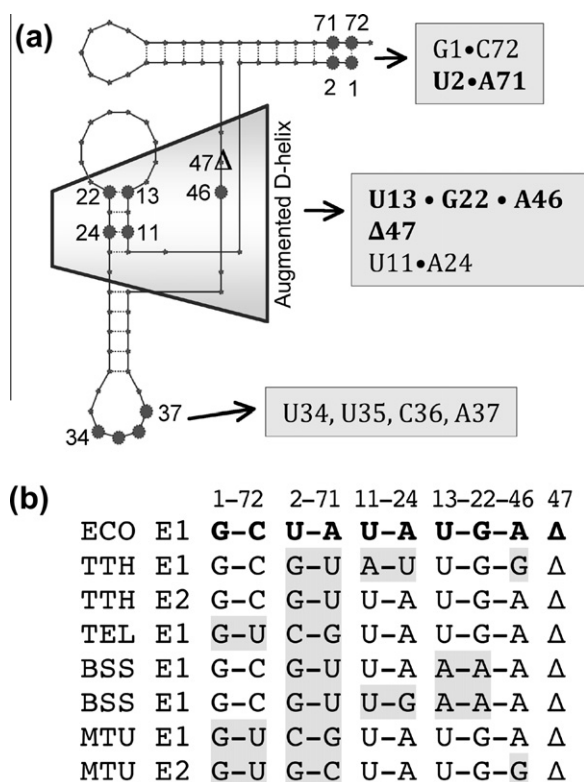 (a)
71 72
2 1
G1•C72
U2•A71
47Δ
22 13
46
24 11
Augmented D-helix
U13 • G22 • A46
Δ47
U11•A24
37
34
U34, U35, C36, A37
(b)
1–72 2–71 11–24 13–22–46 47
ECO E1 G–C U–A U–A U–G–A Δ
TTH E1 G–C G–U A–U U–G–G Δ
TTH E2 G–C G–U U–A U–G–A Δ
TEL E1 G–U C–G U–A U–G–A Δ
BSS E1 G–C G–U U–A A–A–A Δ
BSS E1 G–C G–U U–G A–A–A Δ
MTU E1 G–U C–G U–A U–G–A Δ
MTU E2 G–U G–C U–A U–G–G Δ